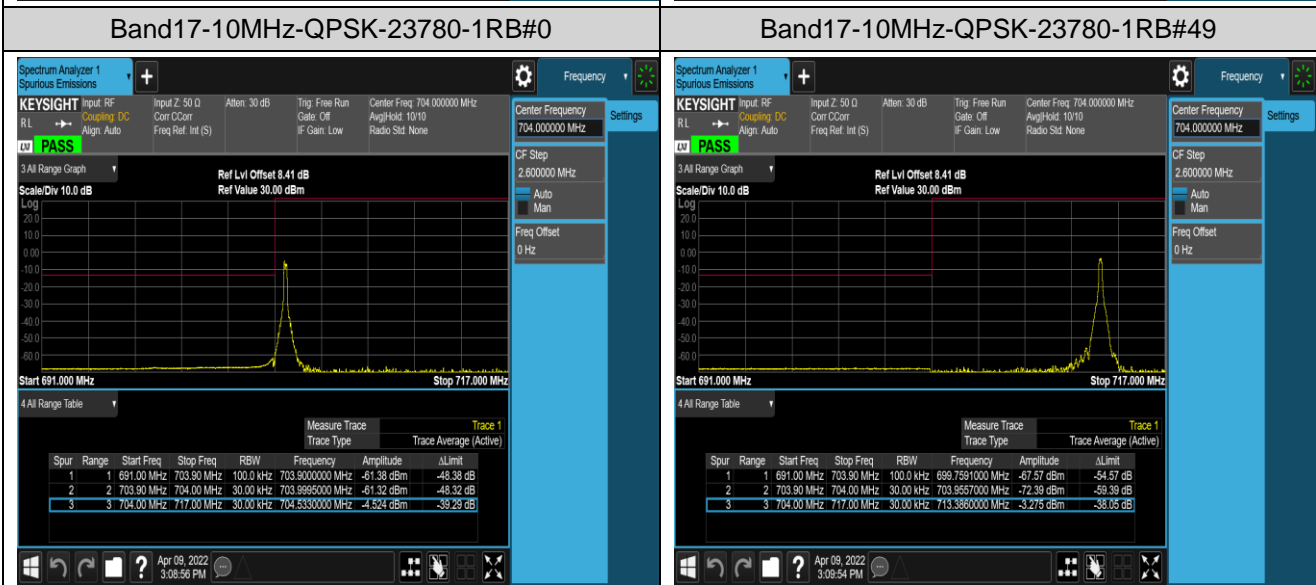 Band17-10MHz-QPSK-23780-1RB#0
Band17-10MHz-QPSK-23780-1RB#49
Spectrum Analyzer 1
Spurious Emissions
Frequency
KEYSIGHT Input: RF Input Z: 50 Ω Atten: 30 dB Trig: Free Run Center Freq: 704.000000 MHz
RL Coupling: DC Corr CCorr Gate: Off Avg|Hold: 10/10
Align: Auto Freq Ref: Int (S) IF Gain: Low Radio Std: None
LXI PASS
Center Frequency
704.000000 MHz
Settings
CF Step
2.600000 MHz
Auto
Man
Freq Offset
0 Hz
3 All Range Graph
Ref Lvl Offset 8.41 dB
Scale/Div 10.0 dB Ref Value 30.00 dBm
Log
20.0
10.0
0.00
-10.0
-20.0
-30.0
-40.0
-50.0
-60.0
Start 691.000 MHz Stop 717.000 MHz
4 All Range Table
Measure Trace Trace 1
Trace Type Trace Average (Active)
Spur Range Start Freq Stop Freq RBW Frequency Amplitude ΔLimit
1 1 691.00 MHz 703.90 MHz 100.0 kHz 703.9000000 MHz -61.38 dBm -48.38 dB
2 2 703.90 MHz 704.00 MHz 30.00 kHz 703.9995000 MHz -61.32 dBm -48.32 dB
3 3 704.00 MHz 717.00 MHz 30.00 kHz 704.5330000 MHz -4.524 dBm -39.29 dB
? Apr 09, 2022
3:08:56 PM
Spectrum Analyzer 1
Spurious Emissions
Frequency
KEYSIGHT Input: RF Input Z: 50 Ω Atten: 30 dB Trig: Free Run Center Freq: 704.000000 MHz
RL Coupling: DC Corr CCorr Gate: Off Avg|Hold: 10/10
Align: Auto Freq Ref: Int (S) IF Gain: Low Radio Std: None
LXI PASS
Center Frequency
704.000000 MHz
Settings
CF Step
2.600000 MHz
Auto
Man
Freq Offset
0 Hz
3 All Range Graph
Ref Lvl Offset 8.41 dB
Scale/Div 10.0 dB Ref Value 30.00 dBm
Log
20.0
10.0
0.00
-10.0
-20.0
-30.0
-40.0
-50.0
-60.0
Start 691.000 MHz Stop 717.000 MHz
4 All Range Table
Measure Trace Trace 1
Trace Type Trace Average (Active)
Spur Range Start Freq Stop Freq RBW Frequency Amplitude ΔLimit
1 1 691.00 MHz 703.90 MHz 100.0 kHz 699.7591000 MHz -67.57 dBm -54.57 dB
2 2 703.90 MHz 704.00 MHz 30.00 kHz 703.9557000 MHz -72.39 dBm -59.39 dB
3 3 704.00 MHz 717.00 MHz 30.00 kHz 713.3860000 MHz -3.275 dBm -38.05 dB
? Apr 09, 2022
3:09:54 PM